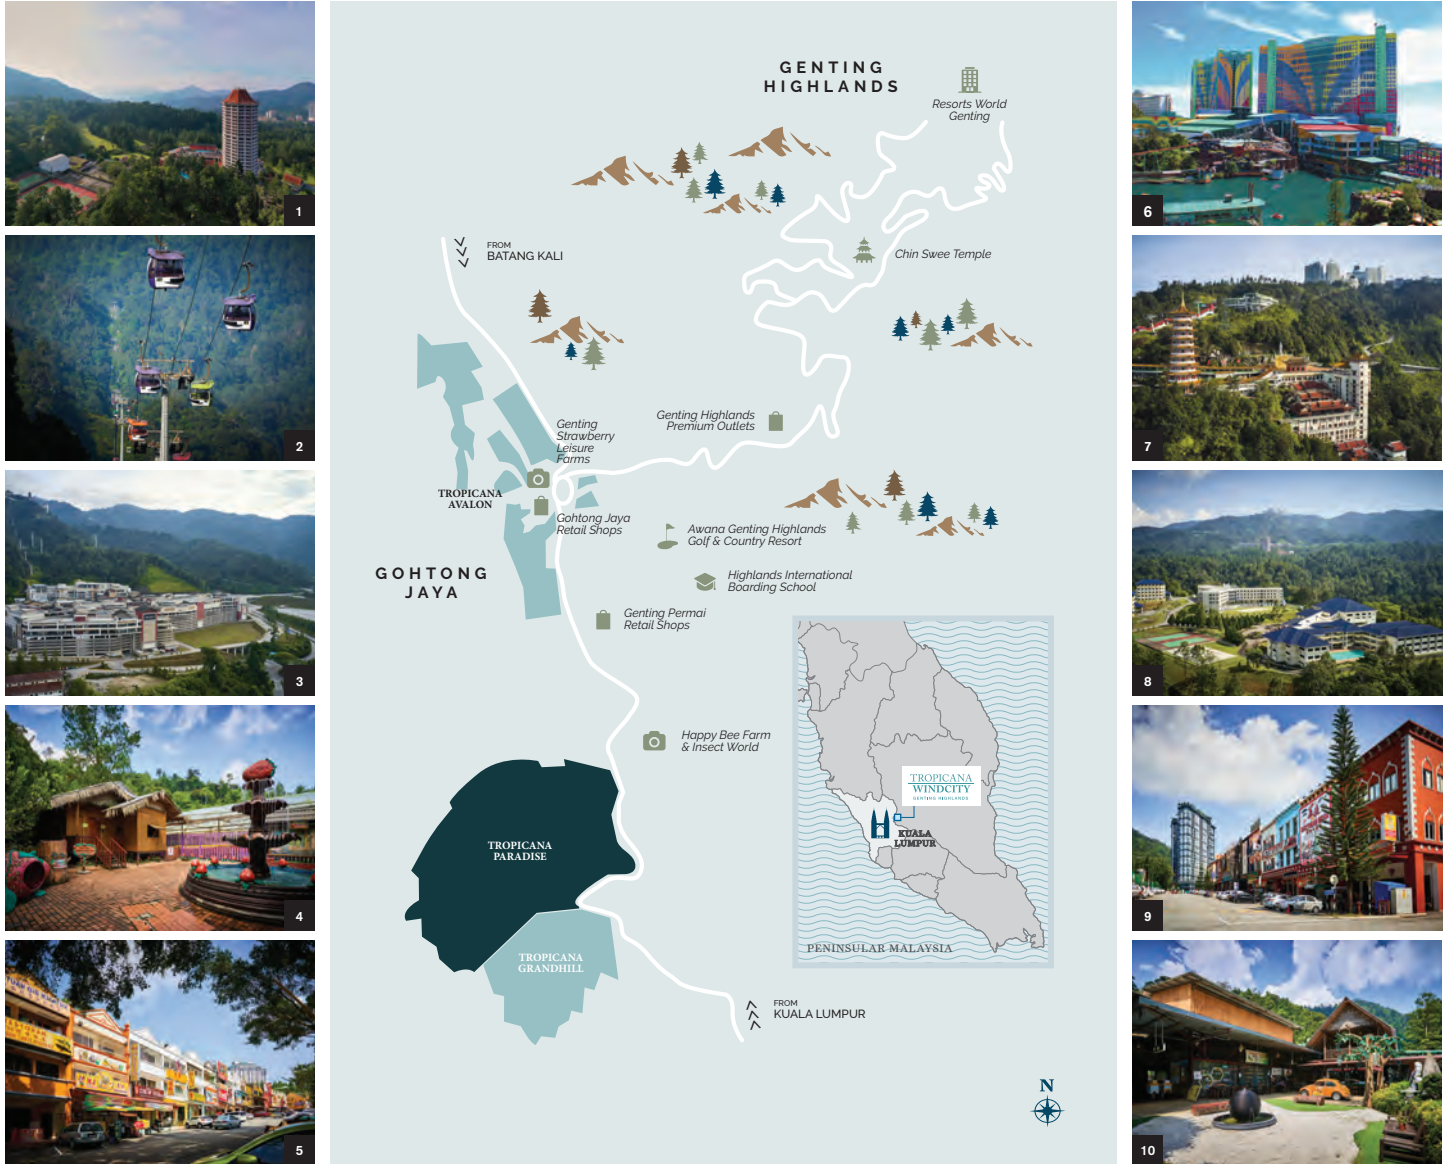 1
2
3
4
5
GENTING
HIGHLANDS
Resorts World
Genting
FROM
BATANG KALI
Chin Swee Temple
Genting
Strawberry
Leisure
Farms
Genting Highlands
Premium Outlets
TROPICANA
AVALON
Gohtong Jaya
Retail Shops
Awana Genting Highlands
Golf & Country Resort
GOHTONG
JAYA
Highlands International
Boarding School
Genting Permai
Retail Shops
Happy Bee Farm
& Insect World
TROPICANA
PARADISE
TROPICANA
GRANDHILL
FROM
KUALA LUMPUR
TROPICANA
WINDCITY
GENTING HIGHLANDS
KUALA
LUMPUR
PENINSULAR MALAYSIA
N
6
7
8
9
10